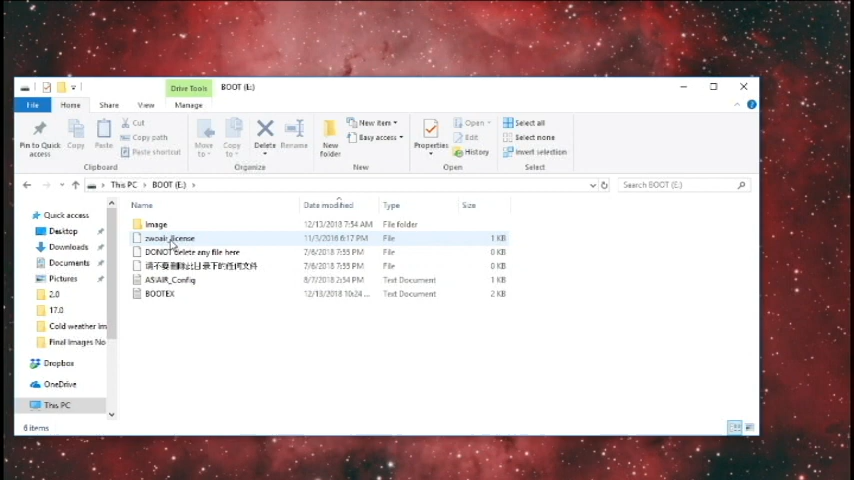 Drive Tools BOOT (E:)
File Home Share View Manage
Pin to Quick access
Copy
Paste
Cut
Copy path
Paste shortcut
Clipboard
Move to
Copy to
Delete
Rename
Organize
New folder
New item
Easy access
New
Properties
Open
Edit
History
Open
Select all
Select none
Invert selection
Select
This PC > BOOT (E:) >
Search BOOT (E:)
Name Date modified Type Size
Image 12/13/2018 7:54 AM File folder
zwoair_license 11/3/2016 6:17 PM File 1 KB
DONOT delete any file here 7/6/2018 7:55 PM File 0 KB
请不要删除此目录下的任何文件 7/6/2018 7:55 PM File 0 KB
ASIAIR_Config 8/7/2018 2:54 PM Text Document 1 KB
BOOTEX 12/13/2018 10:24 ... Text Document 2 KB
Quick access
Desktop
Downloads
Documents
Pictures
2.0
17.0
Cold weather im
Final Images No
Dropbox
OneDrive
This PC
6 items